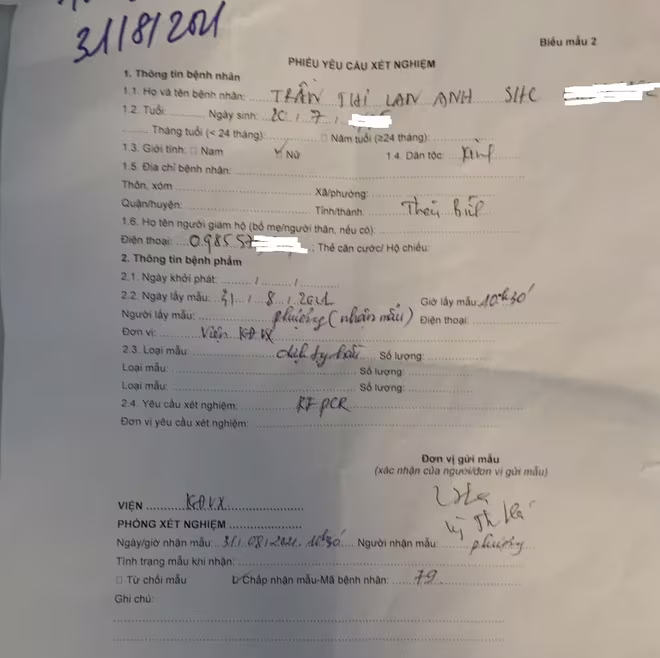 31/8/2021
Biểu mẫu 2
PHIẾU YÊU CẦU XÉT NGHIỆM
1. Thông tin bệnh nhân
1.1. Họ và tên bệnh nhân: TRẦN THỊ LAN ANH SHC
1.2. Tuổi: Ngày sinh: 20 / 7 /
Tháng tuổi (< 24 tháng): Năm tuổi (≥24 tháng):
1.3. Giới tính: Nam Nữ 1.4. Dân tộc: Kinh
1.5. Địa chỉ bệnh nhân:
Thôn, xóm Xã/phường:
Quận/huyện: Tỉnh/thành: Thái Bình
1.6. Họ tên người giám hộ (bố mẹ/người thân, nếu có):
Điện thoại: 098557 ; Thẻ căn cước/ Hộ chiếu:
2. Thông tin bệnh phẩm
2.1. Ngày khởi phát: / /
2.2. Ngày lấy mẫu: 31 / 8 / 2021 Giờ lấy mẫu: 10h30'
Người lấy mẫu: phượng (nhận mẫu) Điện thoại:
Đơn vị: Viện KĐVX
2.3. Loại mẫu: dịch tỵ hầu Số lượng:
Loại mẫu: Số lượng:
Loại mẫu: Số lượng:
2.4. Yêu cầu xét nghiệm: RT PCR
Đơn vị yêu cầu xét nghiệm:
Đơn vị gửi mẫu
(xác nhận của người/đơn vị gửi mẫu)
VIỆN KĐVX
PHÒNG XÉT NGHIỆM
Ngày/giờ nhận mẫu: 31/08/2021. 10h30' Người nhận mẫu: phượng
Tình trạng mẫu khi nhận:
Từ chối mẫu Chấp nhận mẫu-Mã bệnh nhân: 79
Ghi chú: